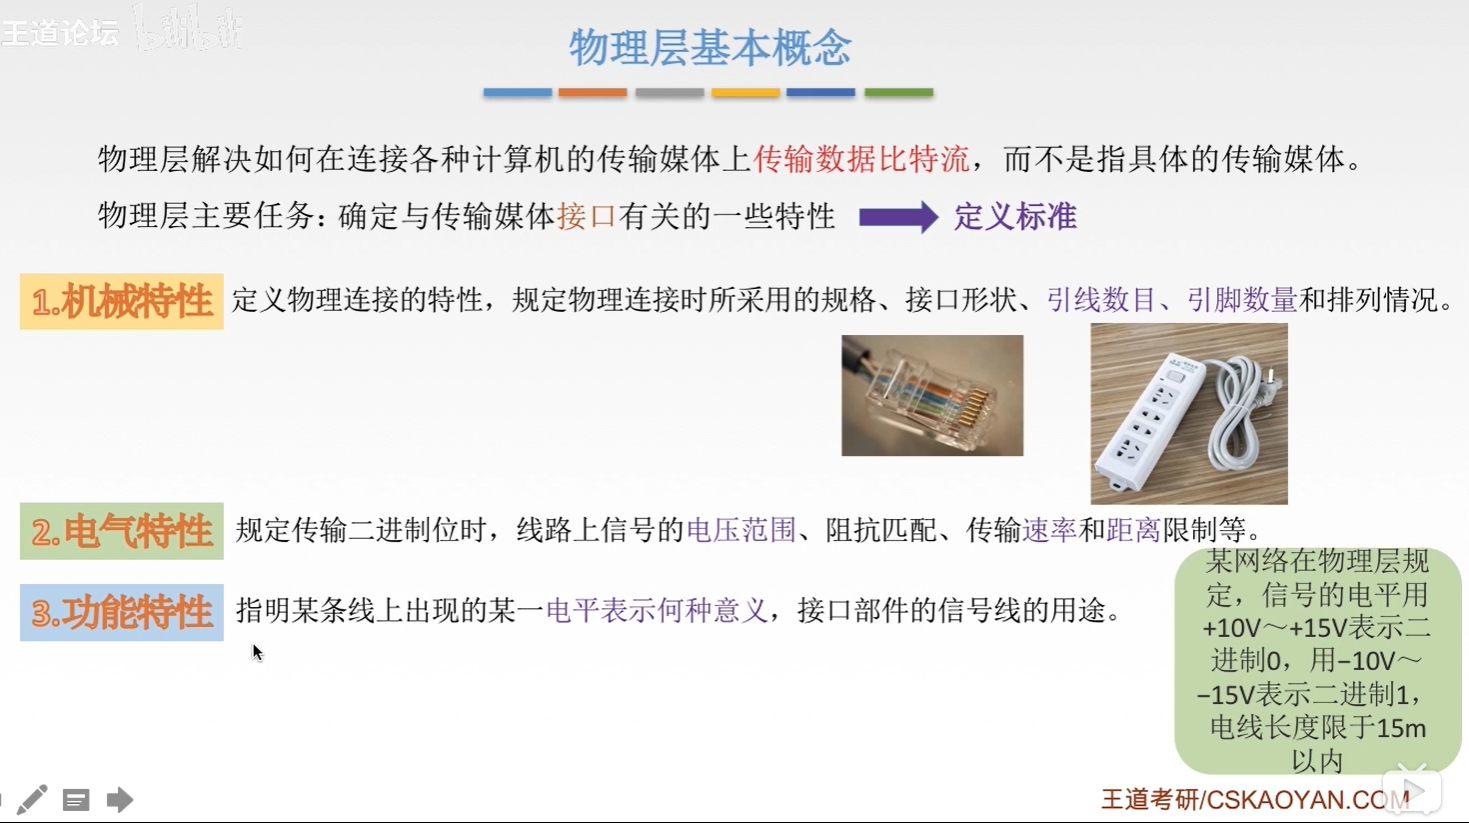 王道论坛 bilibili
物理层基本概念
物理层解决如何在连接各种计算机的传输媒体上传输数据比特流，而不是指具体的传输媒体。
物理层主要任务：确定与传输媒体接口有关的一些特性 定义标准
1.机械特性 定义物理连接的特性，规定物理连接时所采用的规格、接口形状、引线数目、引脚数量和排列情况。
2.电气特性 规定传输二进制位时，线路上信号的电压范围、阻抗匹配、传输速率和距离限制等。
3.功能特性 指明某条线上出现的某一电平表示何种意义，接口部件的信号线的用途。
某网络在物理层规
定，信号的电平用
+10V～+15V表示二
进制0，用–10V～
–15V表示二进制1，
电线长度限于15m
以内
王道考研/CSKAOYAN.COM